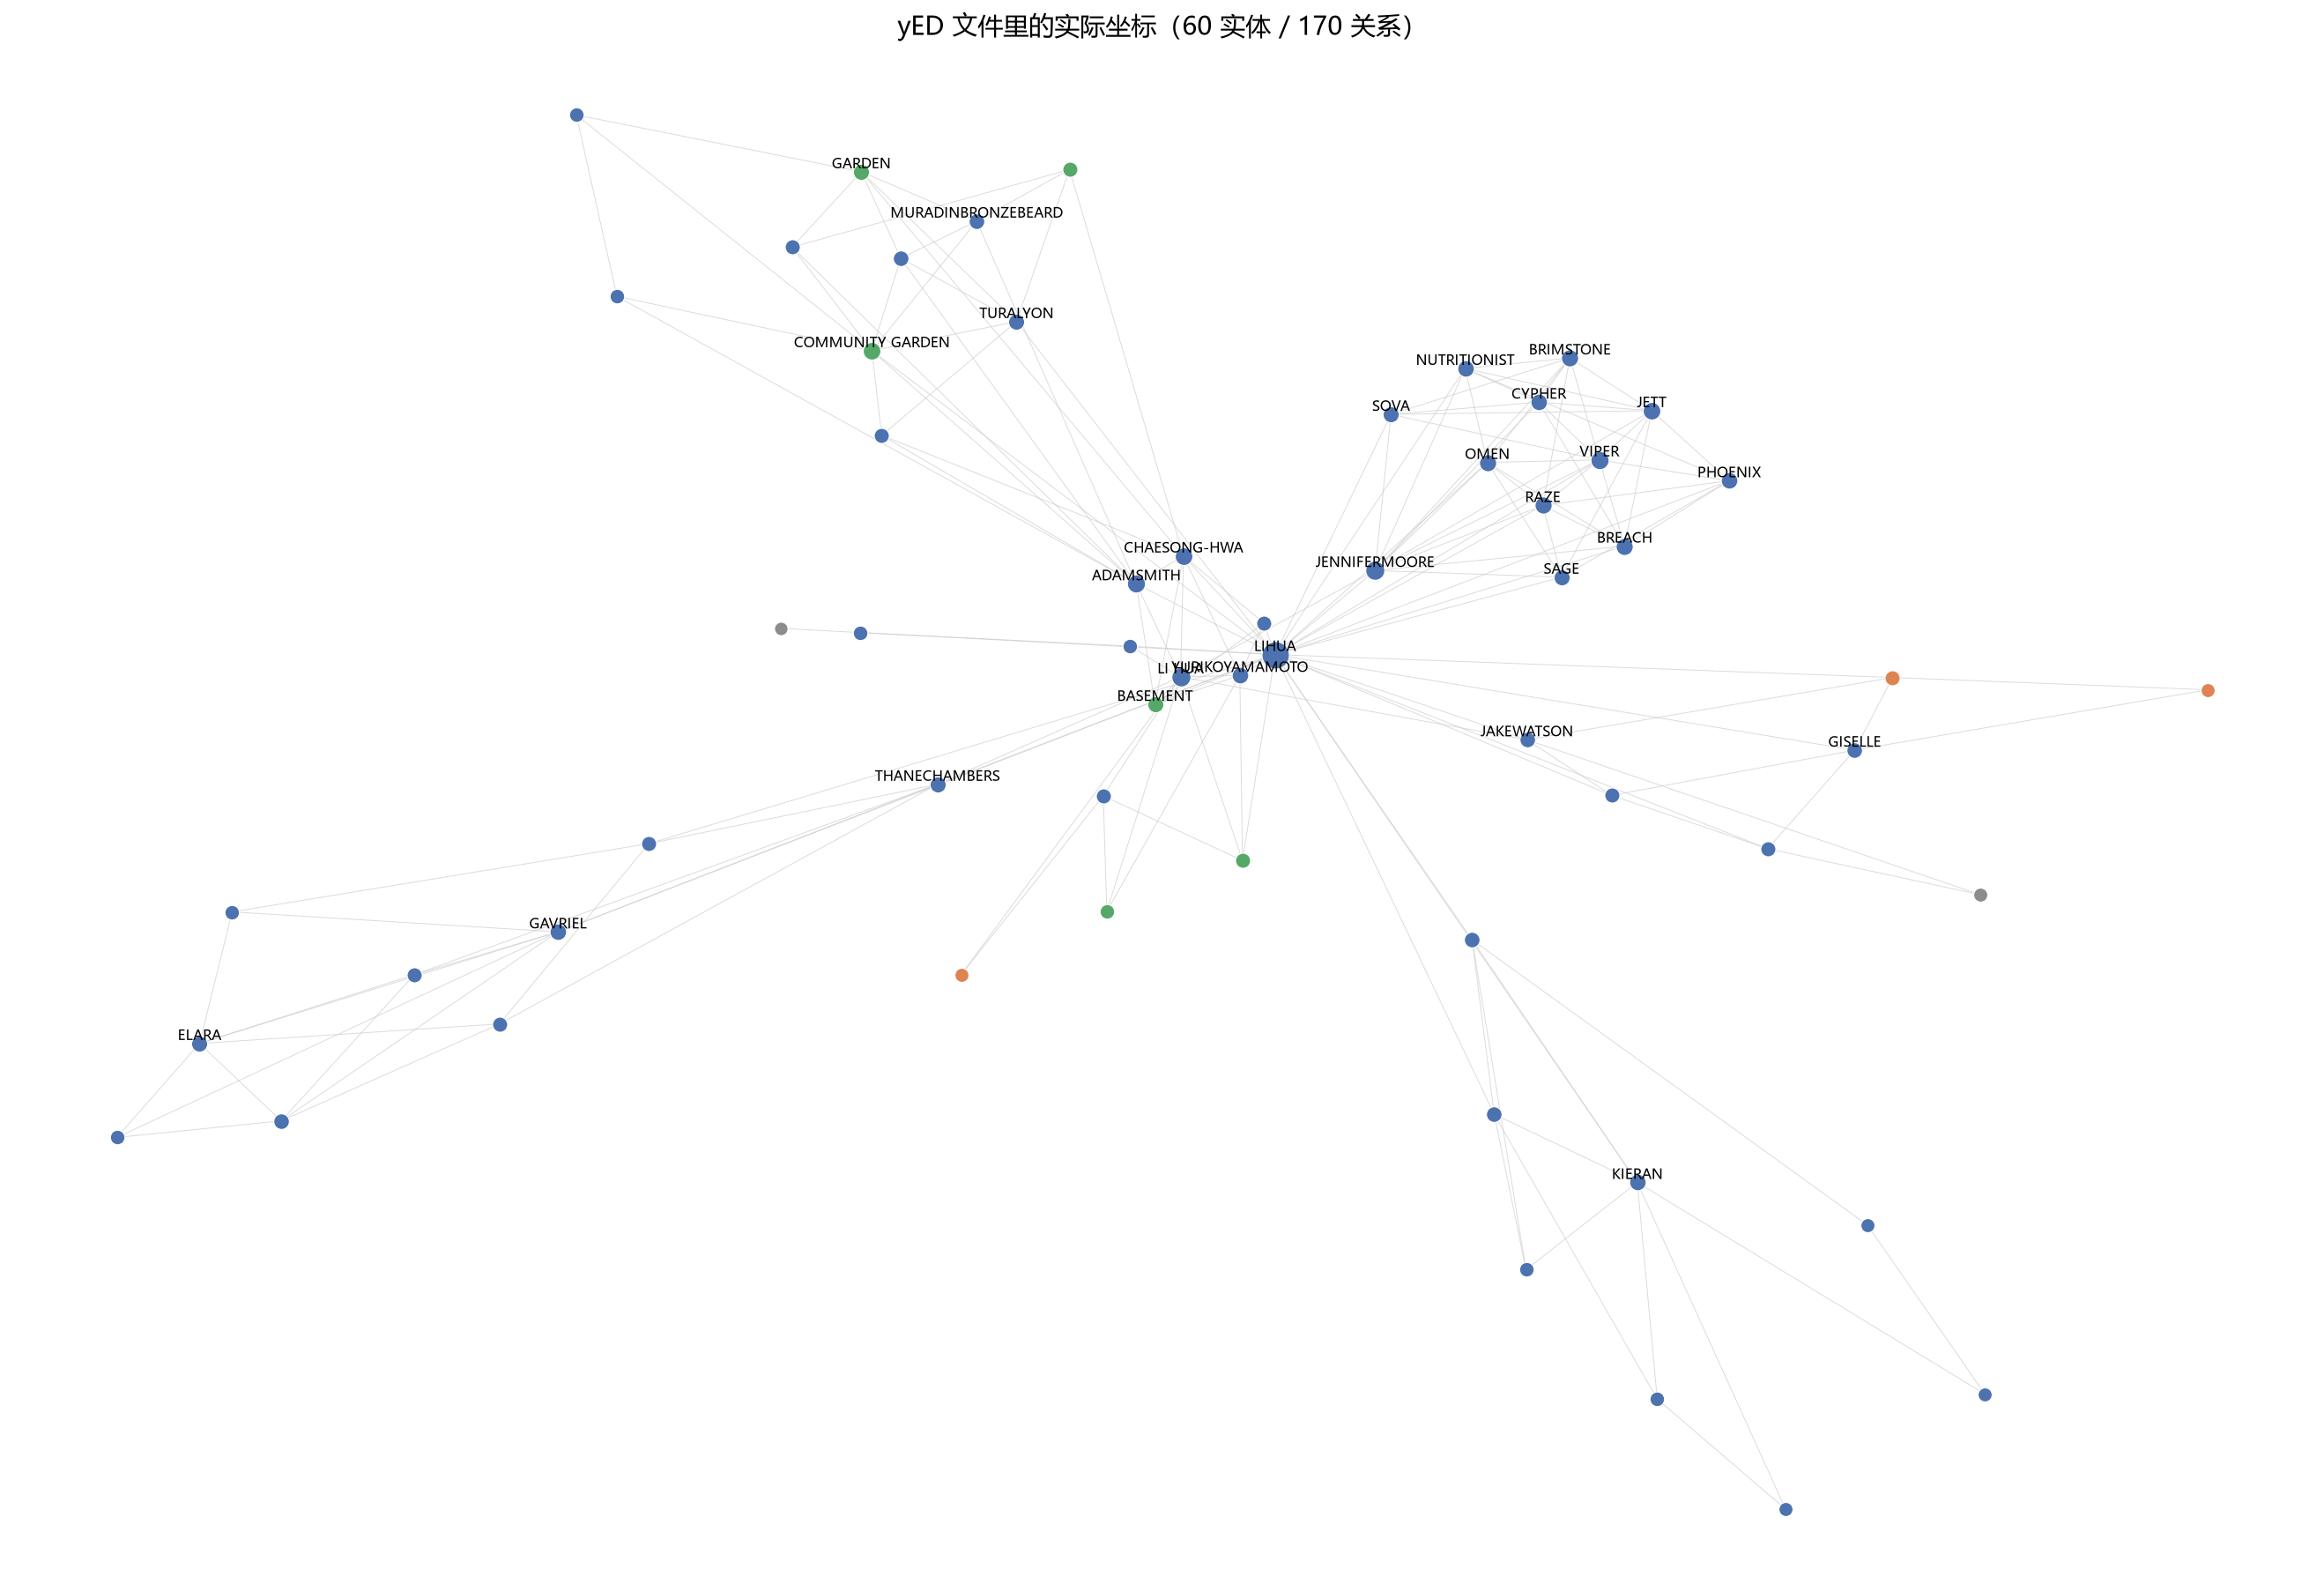 yED 文件里的实际坐标（60 实体 / 170 关系）
GARDEN
MURADINBRONZEBEARD
TURALYON
COMMUNITY GARDEN
BRIMSTONE
NUTRITIONIST
CYPHER
JETT
SOVA
VIPER
OMEN
PHOENIX
RAZE
BREACH
CHAESONG-HWA
JENNIFERMOORE
SAGE
ADAMSMITH
LIHUA
LI YUA
YURIKOYAMAMOTO
BASEMENT
JAKEWATSON
GISELLE
THANECHAMBERS
GAVRIEL
ELARA
KIERAN